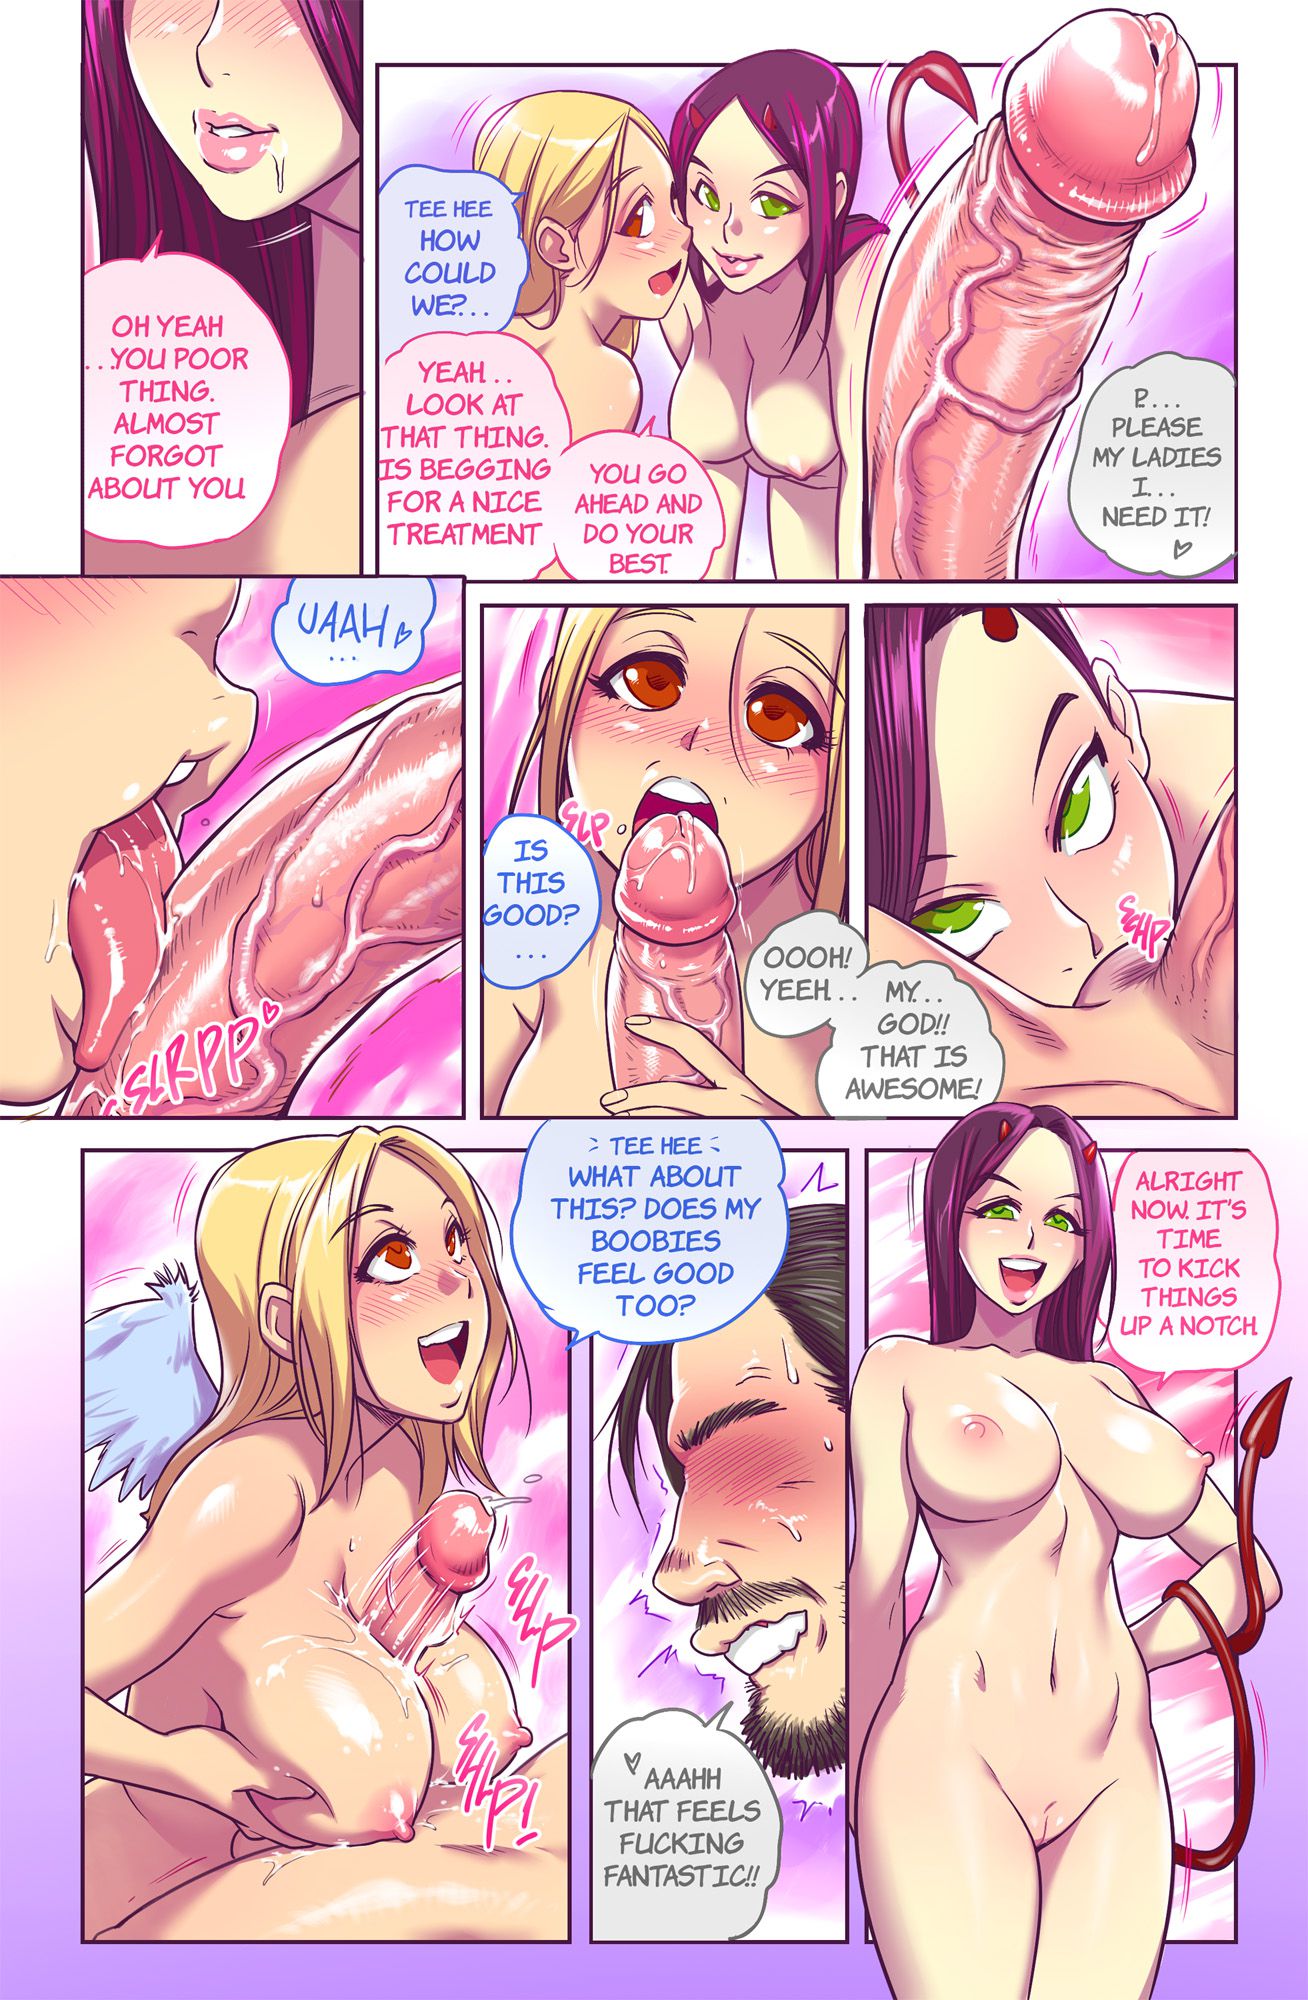 OH YEAH
. . .YOU POOR
THING.
ALMOST
FORGOT
ABOUT YOU.
TEE HEE
HOW
COULD
WE?. . .
YEAH. . .
LOOK AT
THAT THING.
IS BEGGING
FOR A NICE
TREATMENT
YOU GO
AHEAD AND
DO YOUR
BEST.
P. . . .
PLEASE
MY LADIES
I. . .
NEED IT!
UAAH
. . .
SLRPP
SLP
IS
THIS
GOOD?
. . .
OOOH!
YEEH. . .
MY. . .
GOD!!
THAT IS
AWESOME!
SCHP
TEE HEE
WHAT ABOUT
THIS? DOES MY
BOOBIES
FEEL GOOD
TOO?
SHLP
SHLP!
AAAHH
THAT FEELS
FUCKING
FANTASTIC!!
ALRIGHT
NOW. IT'S
TIME
TO KICK
THINGS
UP A NOTCH.